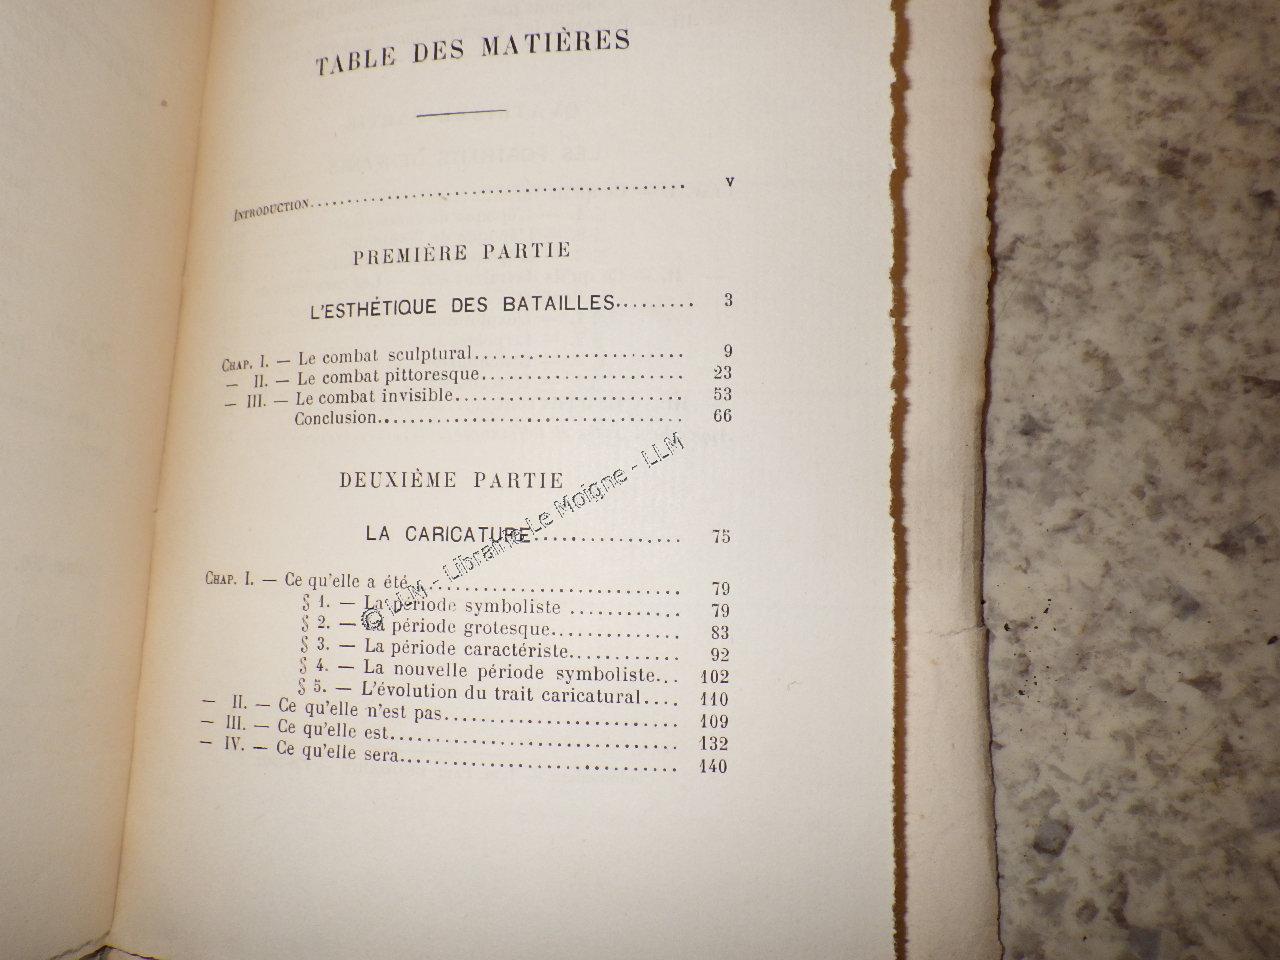 TABLE DES MATIÈRES
INTRODUCTION........................................ V
PREMIÈRE PARTIE
L'ESTHÉTIQUE DES BATAILLES......... 3
CHAP. I. — Le combat sculptural........................ 9
— II. — Le combat pittoresque....................... 23
— III. — Le combat invisible.......................... 53
Conclusion................................... 66
DEUXIÈME PARTIE
LA CARICATURE................ 75
CHAP. I. — Ce qu'elle a été............................... 79
§ 1. — La période symboliste ............ 79
§ 2. — La période grotesque.............. 83
§ 3. — La période caractériste............ 92
§ 4. — La nouvelle période symboliste... 102
§ 5. — L'évolution du trait caricatural.... 110
— II. — Ce qu'elle n'est pas.......................... 109
— III. — Ce qu'elle est................................ 132
— IV. — Ce qu'elle sera............................... 140
© LLM - Librairie Le Moigne - LLM